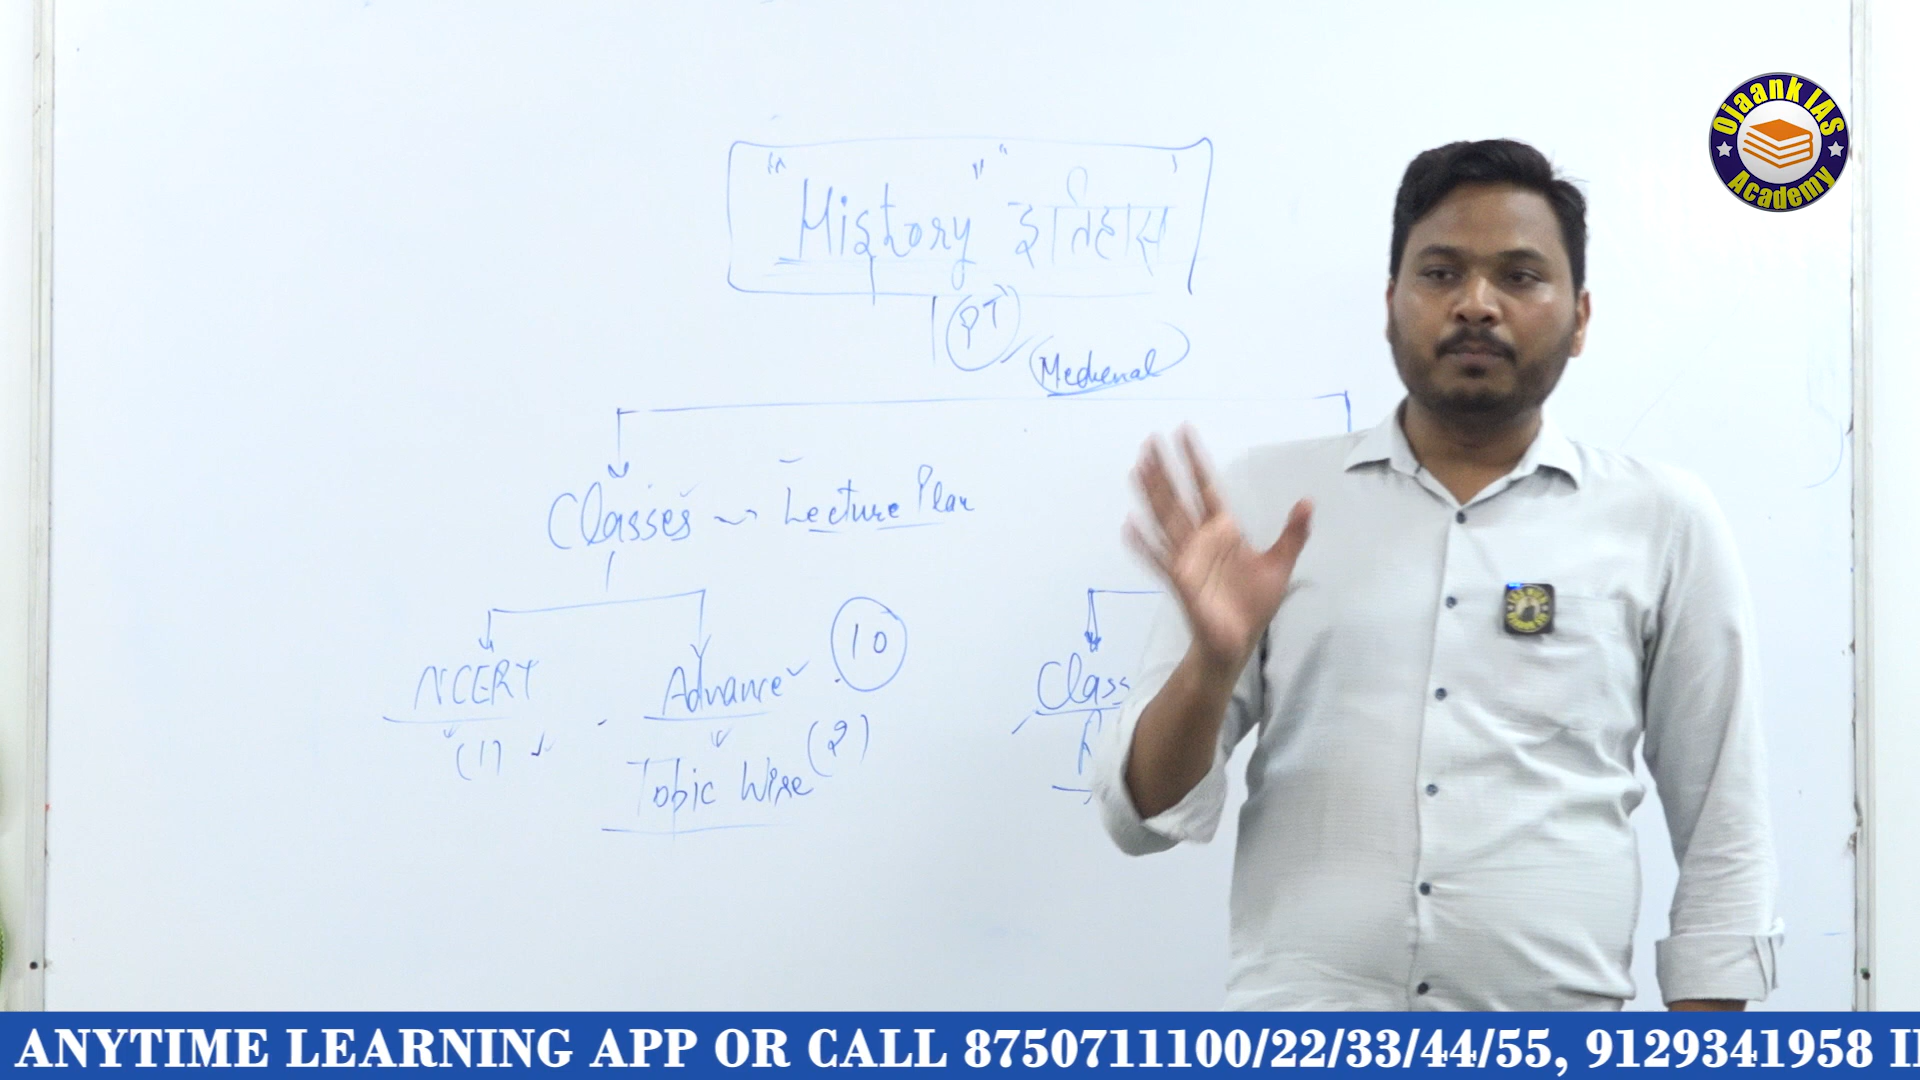 Ojaank IAS
Academy
"History" "इतिहास"
PT
Medieval
Classes → Lecture Plan
10
NCERT
Advance
Class
(1)
(2)
Topic Wise
ANYTIME LEARNING APP OR CALL 8750711100/22/33/44/55, 9129341958